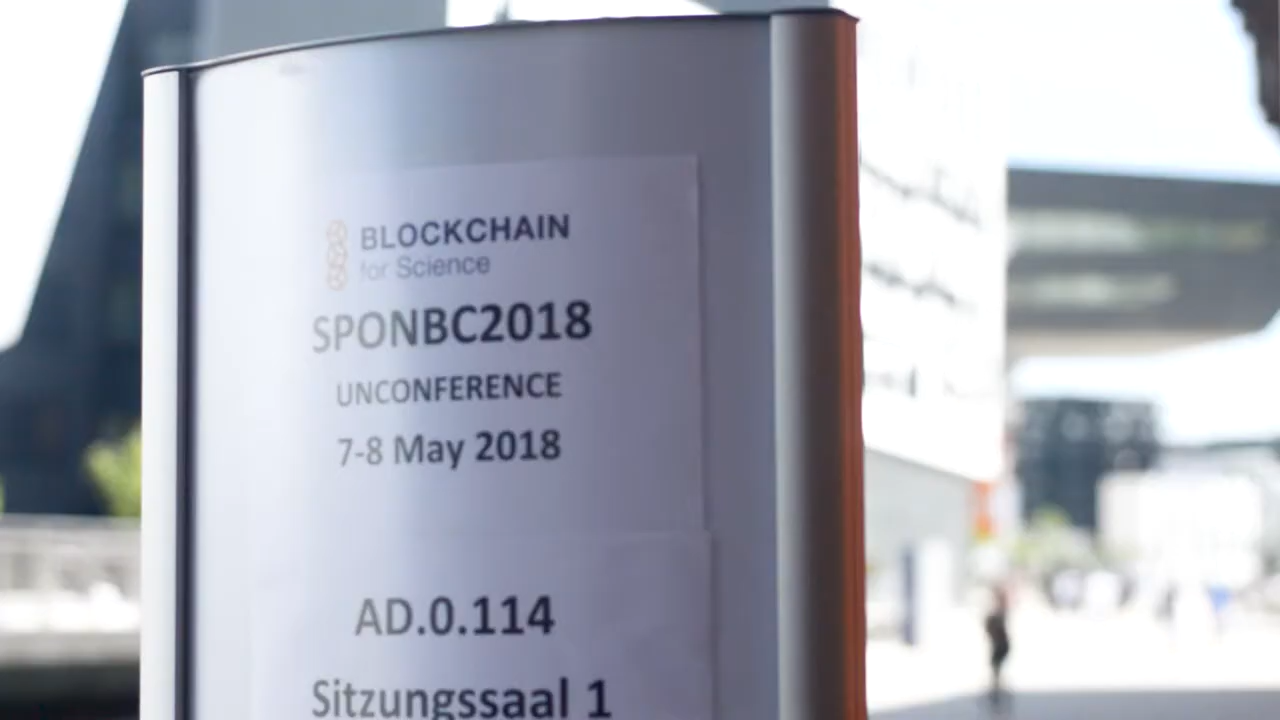 BLOCKCHAIN
for Science
SPONBC2018
UNCONFERENCE
7-8 May 2018
AD.0.114
Sitzungssaal 1